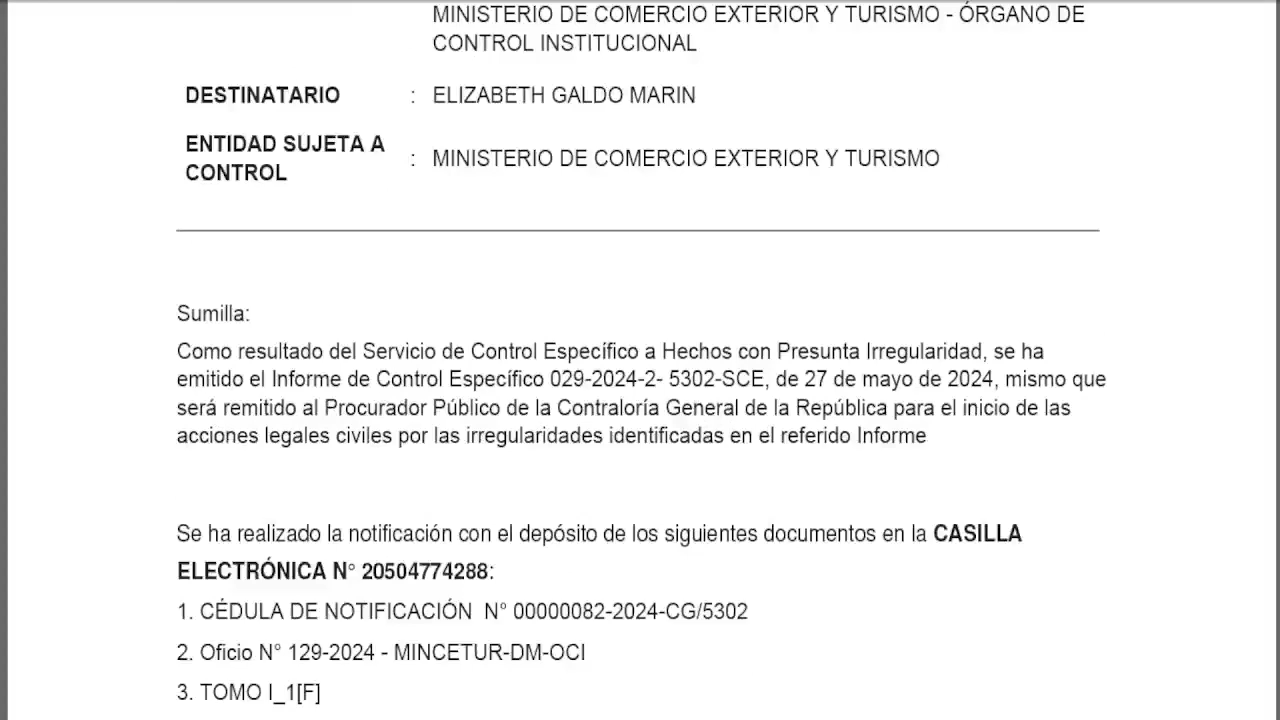 MINISTERIO DE COMERCIO EXTERIOR Y TURISMO - ÓRGANO DE
CONTROL INSTITUCIONAL
DESTINATARIO : ELIZABETH GALDO MARIN
ENTIDAD SUJETA A
CONTROL : MINISTERIO DE COMERCIO EXTERIOR Y TURISMO
Sumilla:
Como resultado del Servicio de Control Específico a Hechos con Presunta Irregularidad, se ha
emitido el Informe de Control Específico 029-2024-2- 5302-SCE, de 27 de mayo de 2024, mismo que
será remitido al Procurador Público de la Contraloría General de la República para el inicio de las
acciones legales civiles por las irregularidades identificadas en el referido Informe
Se ha realizado la notificación con el depósito de los siguientes documentos en la CASILLA
ELECTRÓNICA N° 20504774288:
1. CÉDULA DE NOTIFICACIÓN N° 00000082-2024-CG/5302
2. Oficio N° 129-2024 - MINCETUR-DM-OCI
3. TOMO I_1[F]